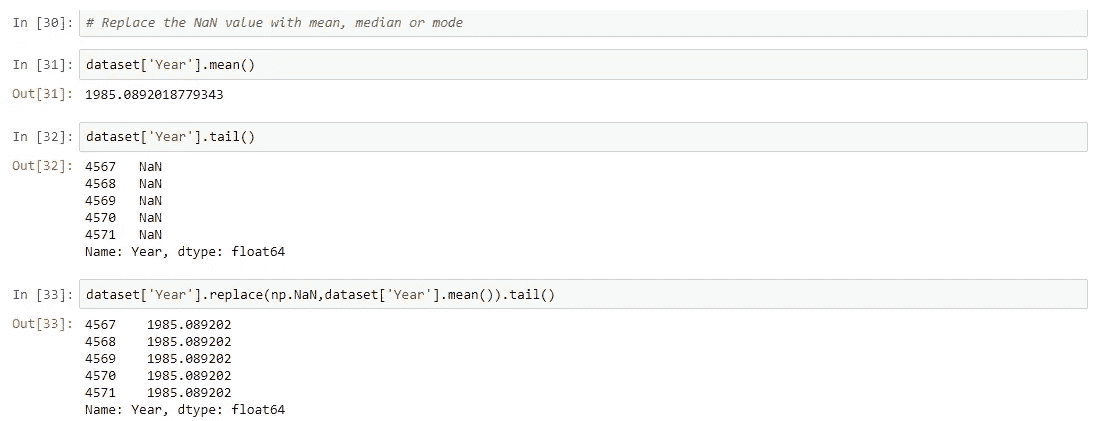 In [30]: # Replace the NaN value with mean, median or mode
In [31]: dataset['Year'].mean()
Out[31]: 1985.0892018779343
In [32]: dataset['Year'].tail()
Out[32]: 4567 NaN
4568 NaN
4569 NaN
4570 NaN
4571 NaN
Name: Year, dtype: float64
In [33]: dataset['Year'].replace(np.NaN,dataset['Year'].mean()).tail()
Out[33]: 4567 1985.089202
4568 1985.089202
4569 1985.089202
4570 1985.089202
4571 1985.089202
Name: Year, dtype: float64